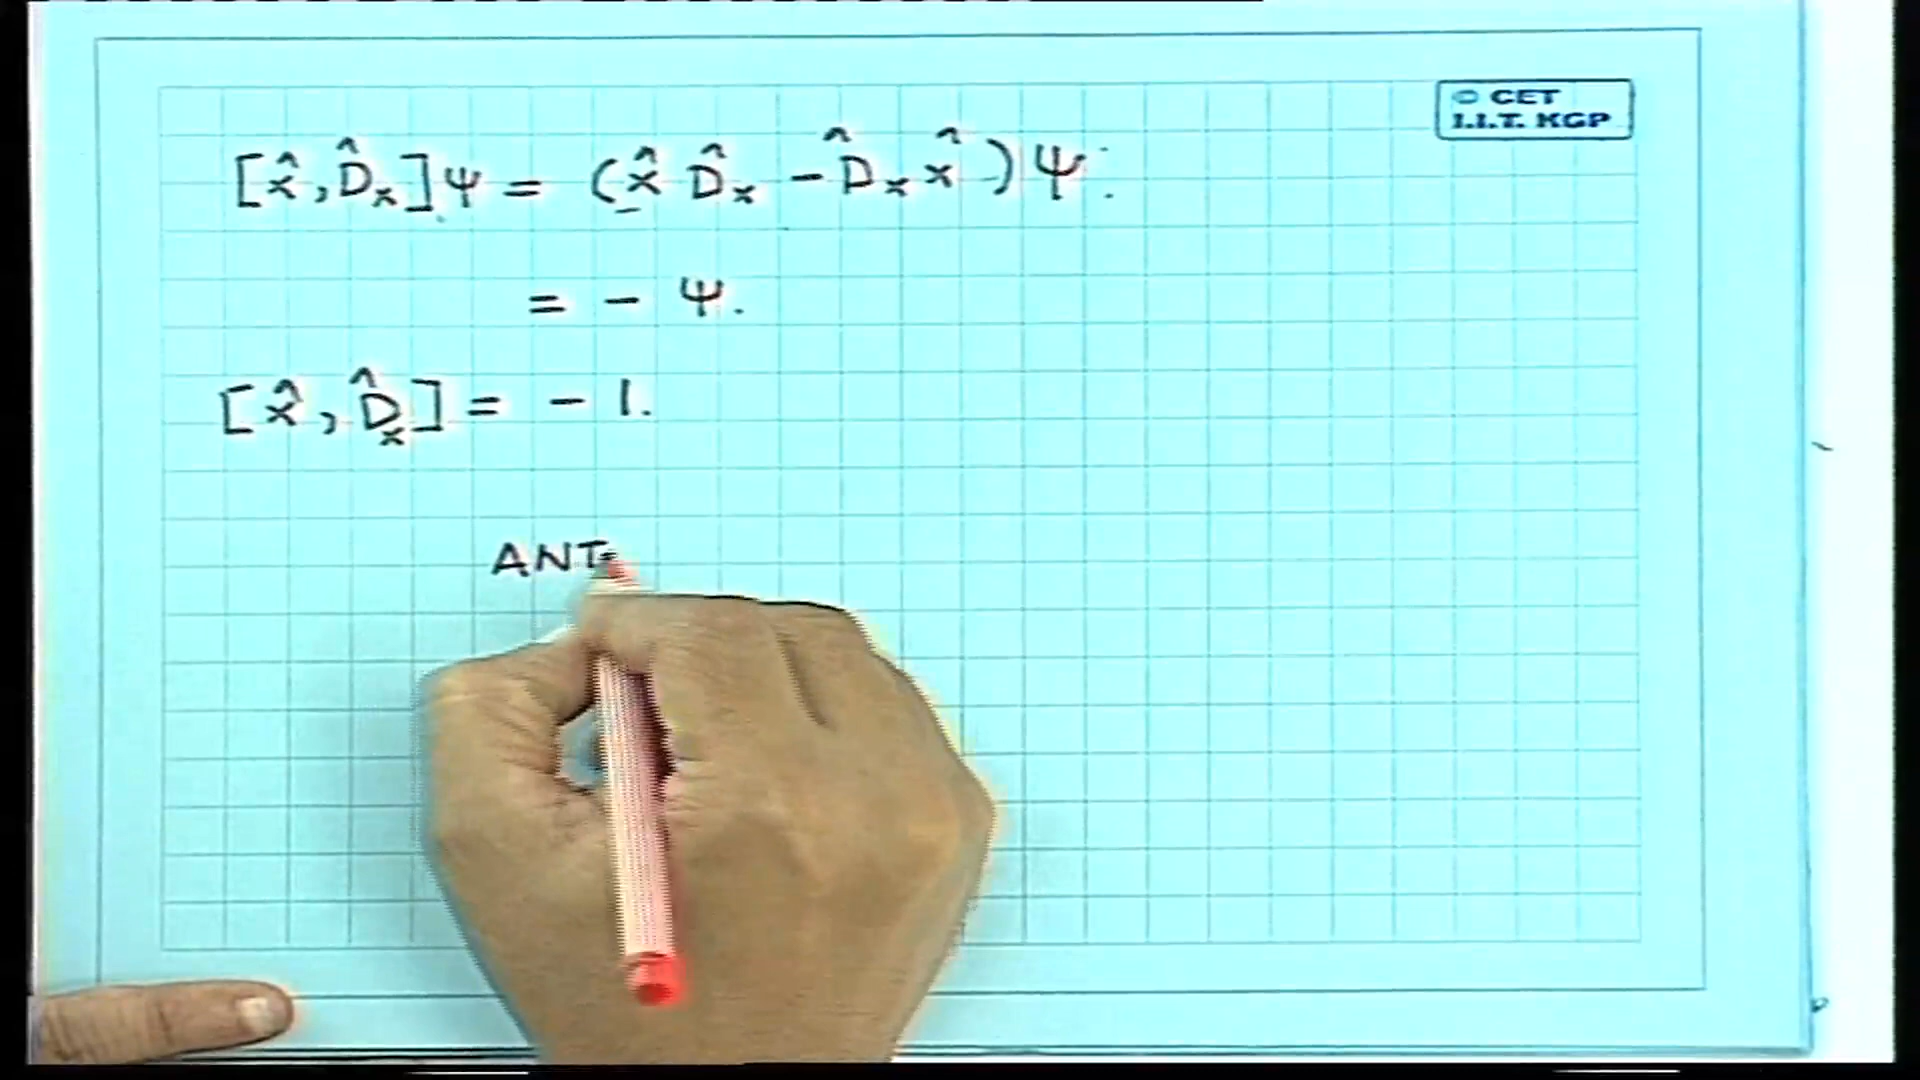 © CET
I.I.T. KGP
[x̂, D̂ₓ]ψ = (x̂ D̂ₓ - D̂ₓ x̂)ψ.
= - ψ.
[x̂, D̂ₓ] = - 1.
ANT